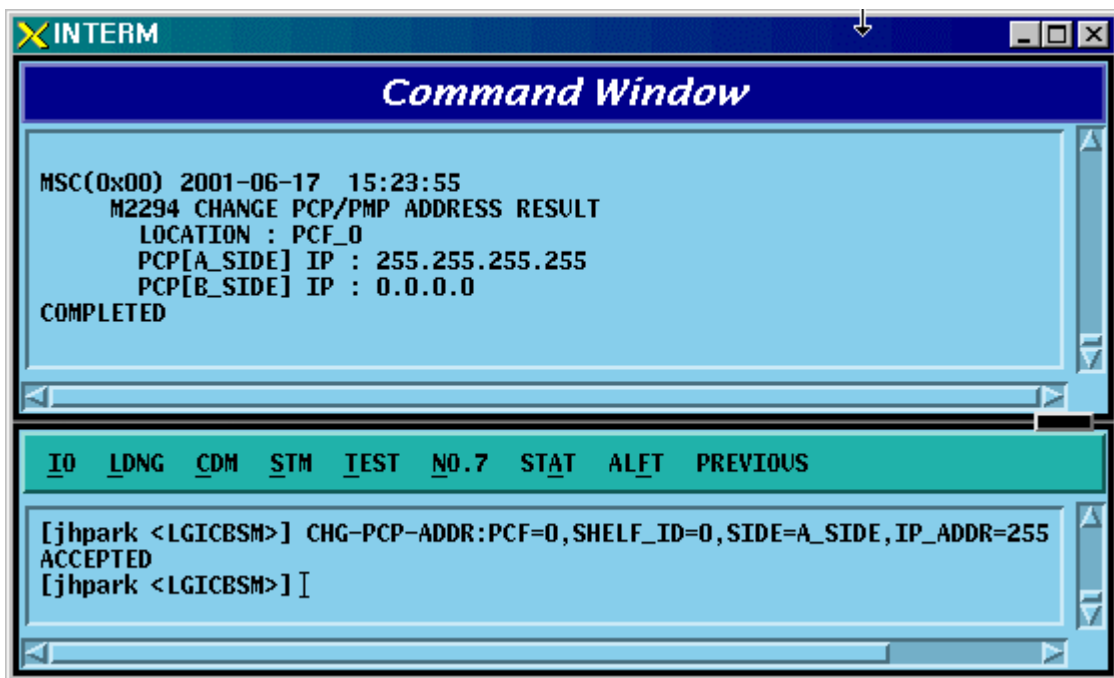 INTERM
Command Window
MSC(0x00) 2001-06-17 15:23:55
M2294 CHANGE PCP/PMP ADDRESS RESULT
LOCATION : PCF_0
PCP[A_SIDE] IP : 255.255.255.255
PCP[B_SIDE] IP : 0.0.0.0
COMPLETED
IO LDNG CDM STM TEST NO.7 STAT ALFT PREVIOUS
[jhpark <LGICBSM>] CHG-PCP-ADDR:PCF=0,SHELF_ID=0,SIDE=A_SIDE,IP_ADDR=255
ACCEPTED
[jhpark <LGICBSM>]